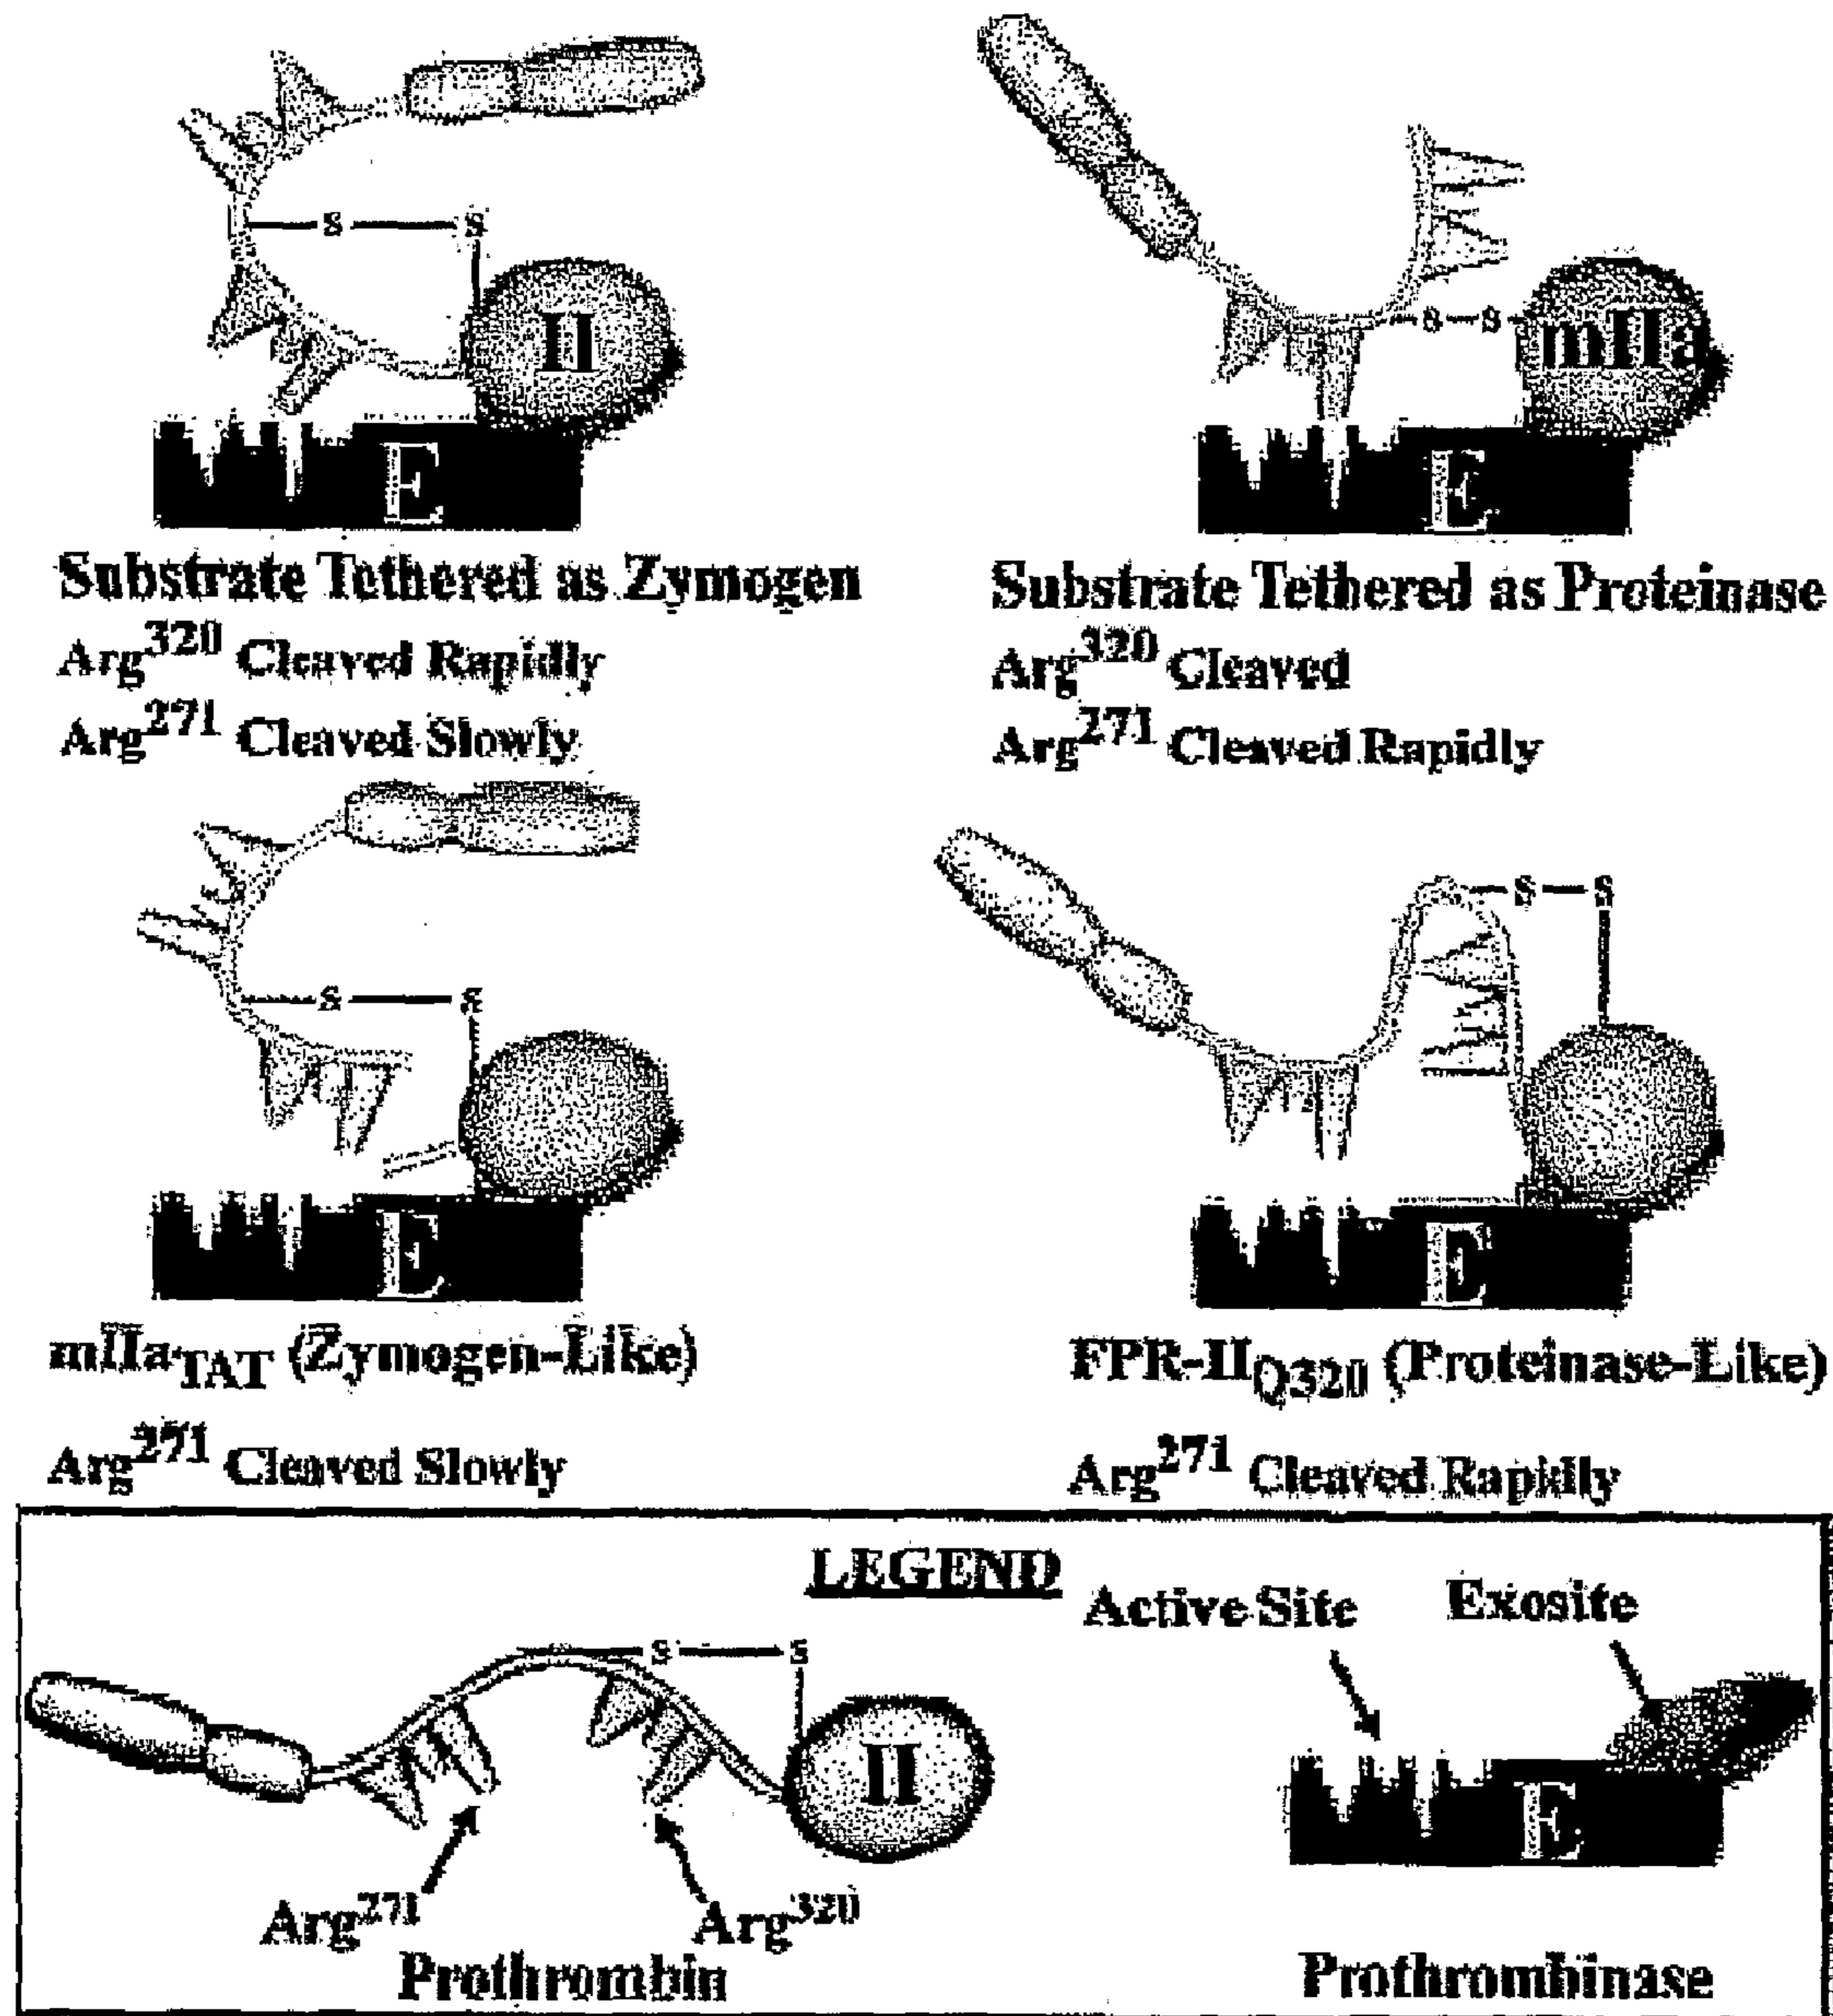 S S
II
E
Substrate Tethered as Zymogen
Arg320 Cleaved Rapidly
Arg271 Cleaved Slowly
S S
mIIa
E
Substrate Tethered as Proteinase
Arg320 Cleaved
Arg271 Cleaved Rapidly
S S
E
mIIaTAT (Zymogen-Like)
Arg271 Cleaved Slowly
S S
E
FPR-IIQ320 (Proteinase-Like)
Arg271 Cleaved Rapidly
LEGEND
S S
II
Arg271
Arg320
Prothrombin
Active Site
Exosite
E
Prothrombinase